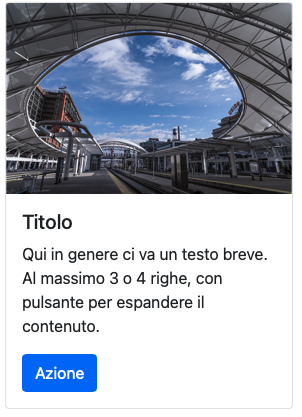 Titolo
Qui in genere ci va un testo breve.
Al massimo 3 o 4 righe, con
pulsante per espandere il
contenuto.
Azione